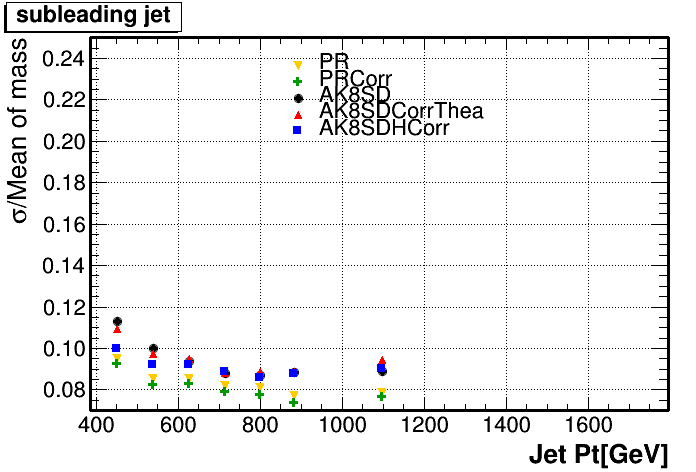 subleading jet
σ/Mean of mass
0.24
0.22
0.20
0.18
0.16
0.14
0.12
0.10
0.08
PR
PRCorr
AK8SD
AK8SDCorrThea
AK8SDHCorr
400 600 800 1000 1200 1400 1600
Jet Pt[GeV]